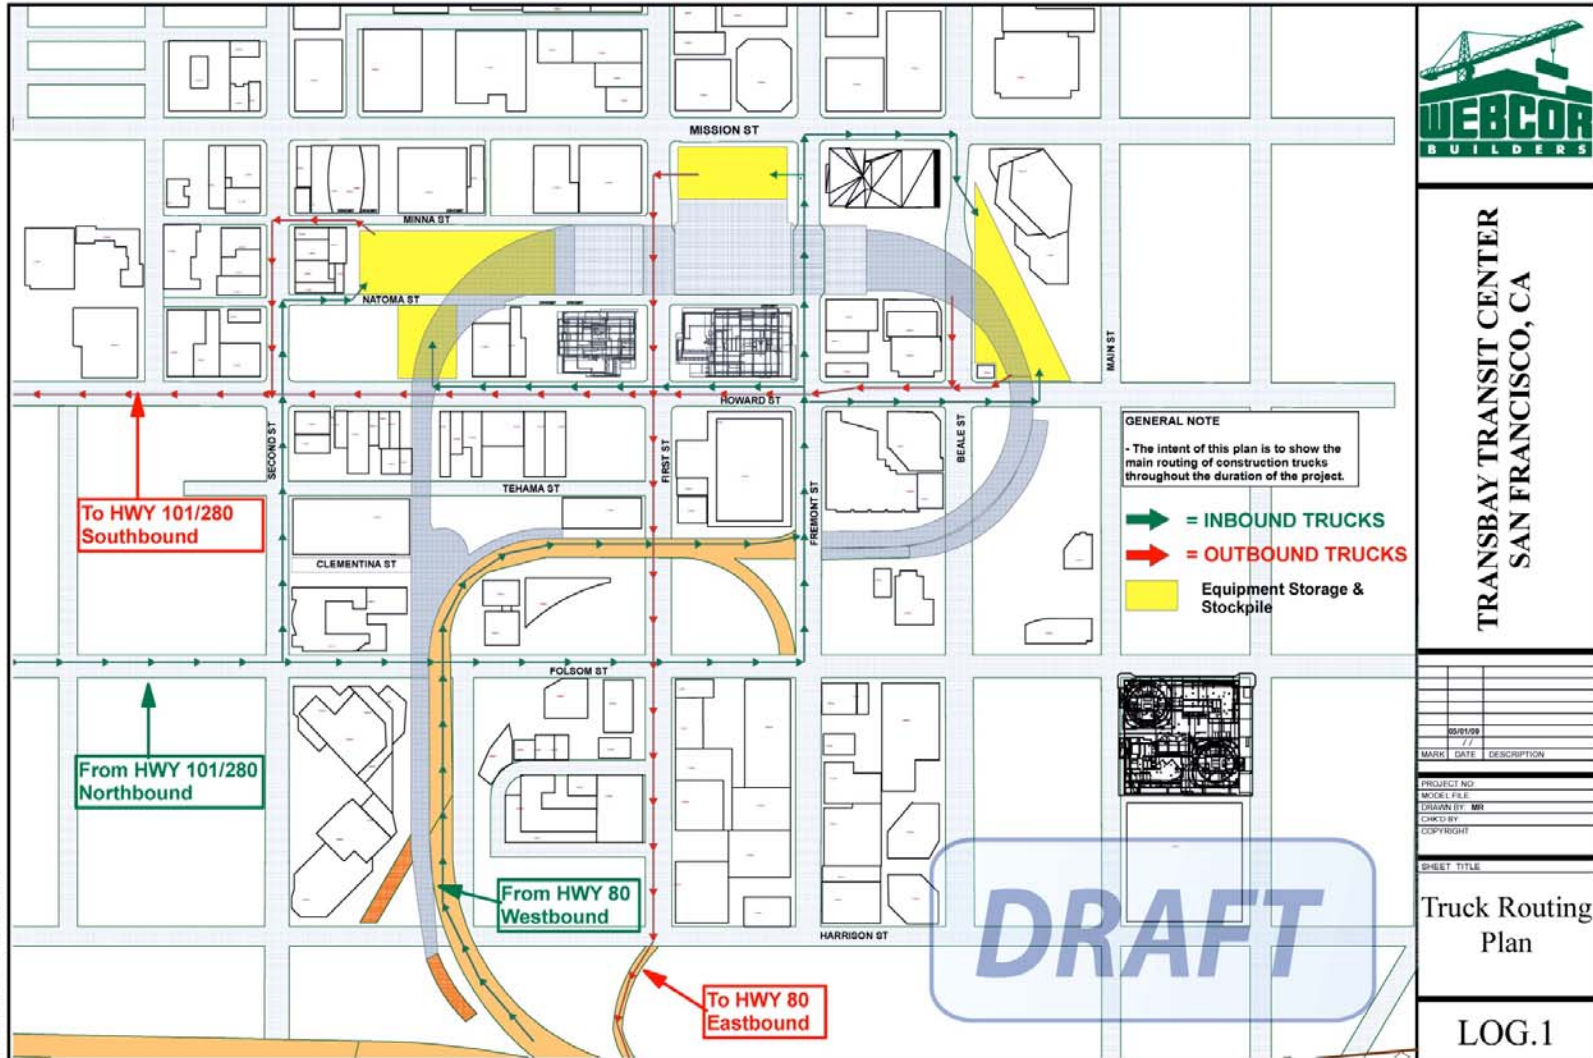 MISSION ST
MINNA ST
NATOMA ST
HOWARD ST
MAIN ST
SECOND ST
FIRST ST
FREMONT ST
BEALE ST
TEHAMA ST
CLEMENTINA ST
FOLSOM ST
HARRISON ST
To HWY 101/280
Southbound
From HWY 101/280
Northbound
From HWY 80
Westbound
To HWY 80
Eastbound
GENERAL NOTE
- The intent of this plan is to show the
main routing of construction trucks
throughout the duration of the project.
= INBOUND TRUCKS
= OUTBOUND TRUCKS
Equipment Storage &
Stockpile
DRAFT
WEBCOR
BUILDERS
TRANSBAY TRANSIT CENTER
SAN FRANCISCO, CA
05/01/09
/ /
MARK DATE DESCRIPTION
PROJECT NO
MODEL FILE:
DRAWN BY: MR
CHK'D BY
COPYRIGHT
SHEET TITLE
Truck Routing
Plan
LOG.1